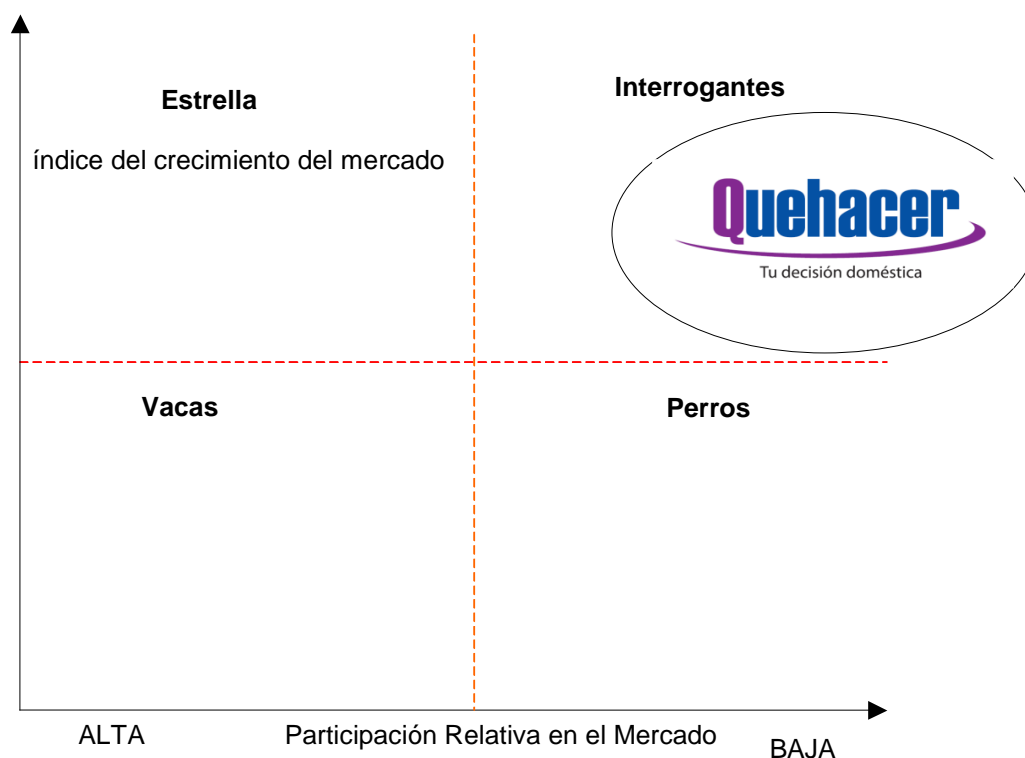 Estrella
Interrogantes
índice del crecimiento del mercado
Quehacer
Tu decisión doméstica
Vacas
Perros
ALTA
Participación Relativa en el Mercado
BAJA